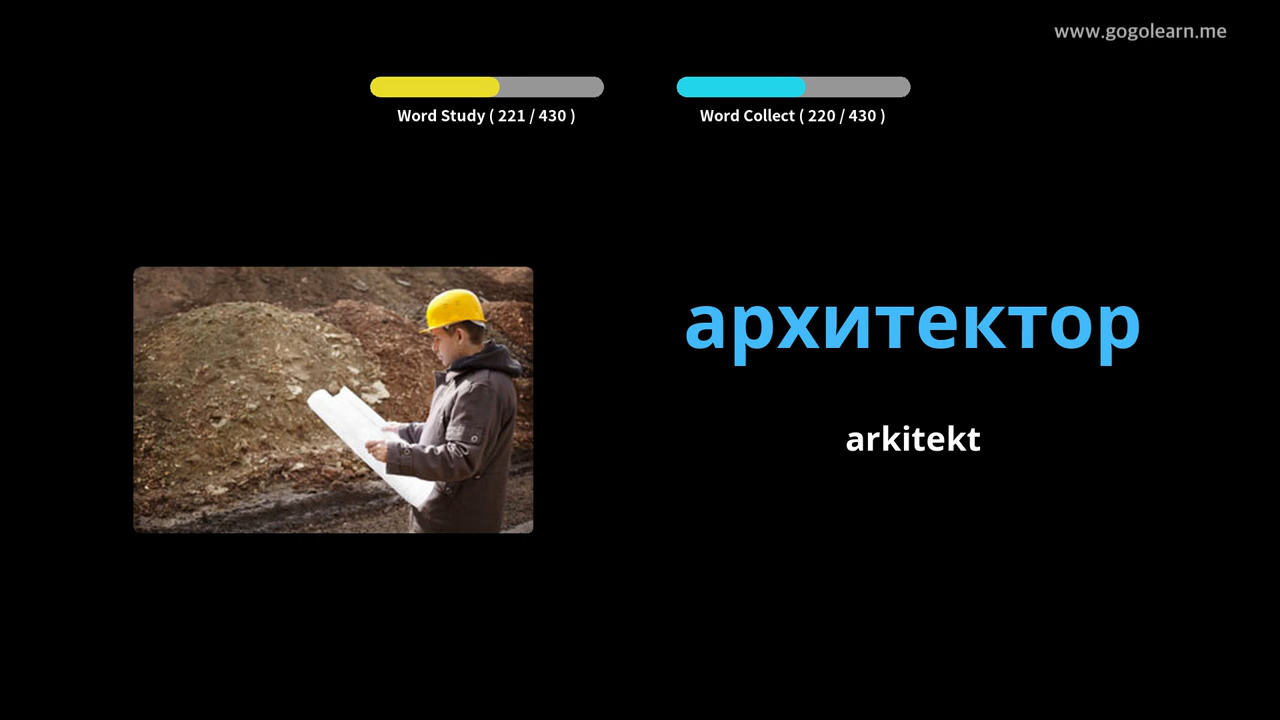 www.gogolearn.me
Word Study ( 221 / 430 )
Word Collect ( 220 / 430 )
архитектор
arkitekt